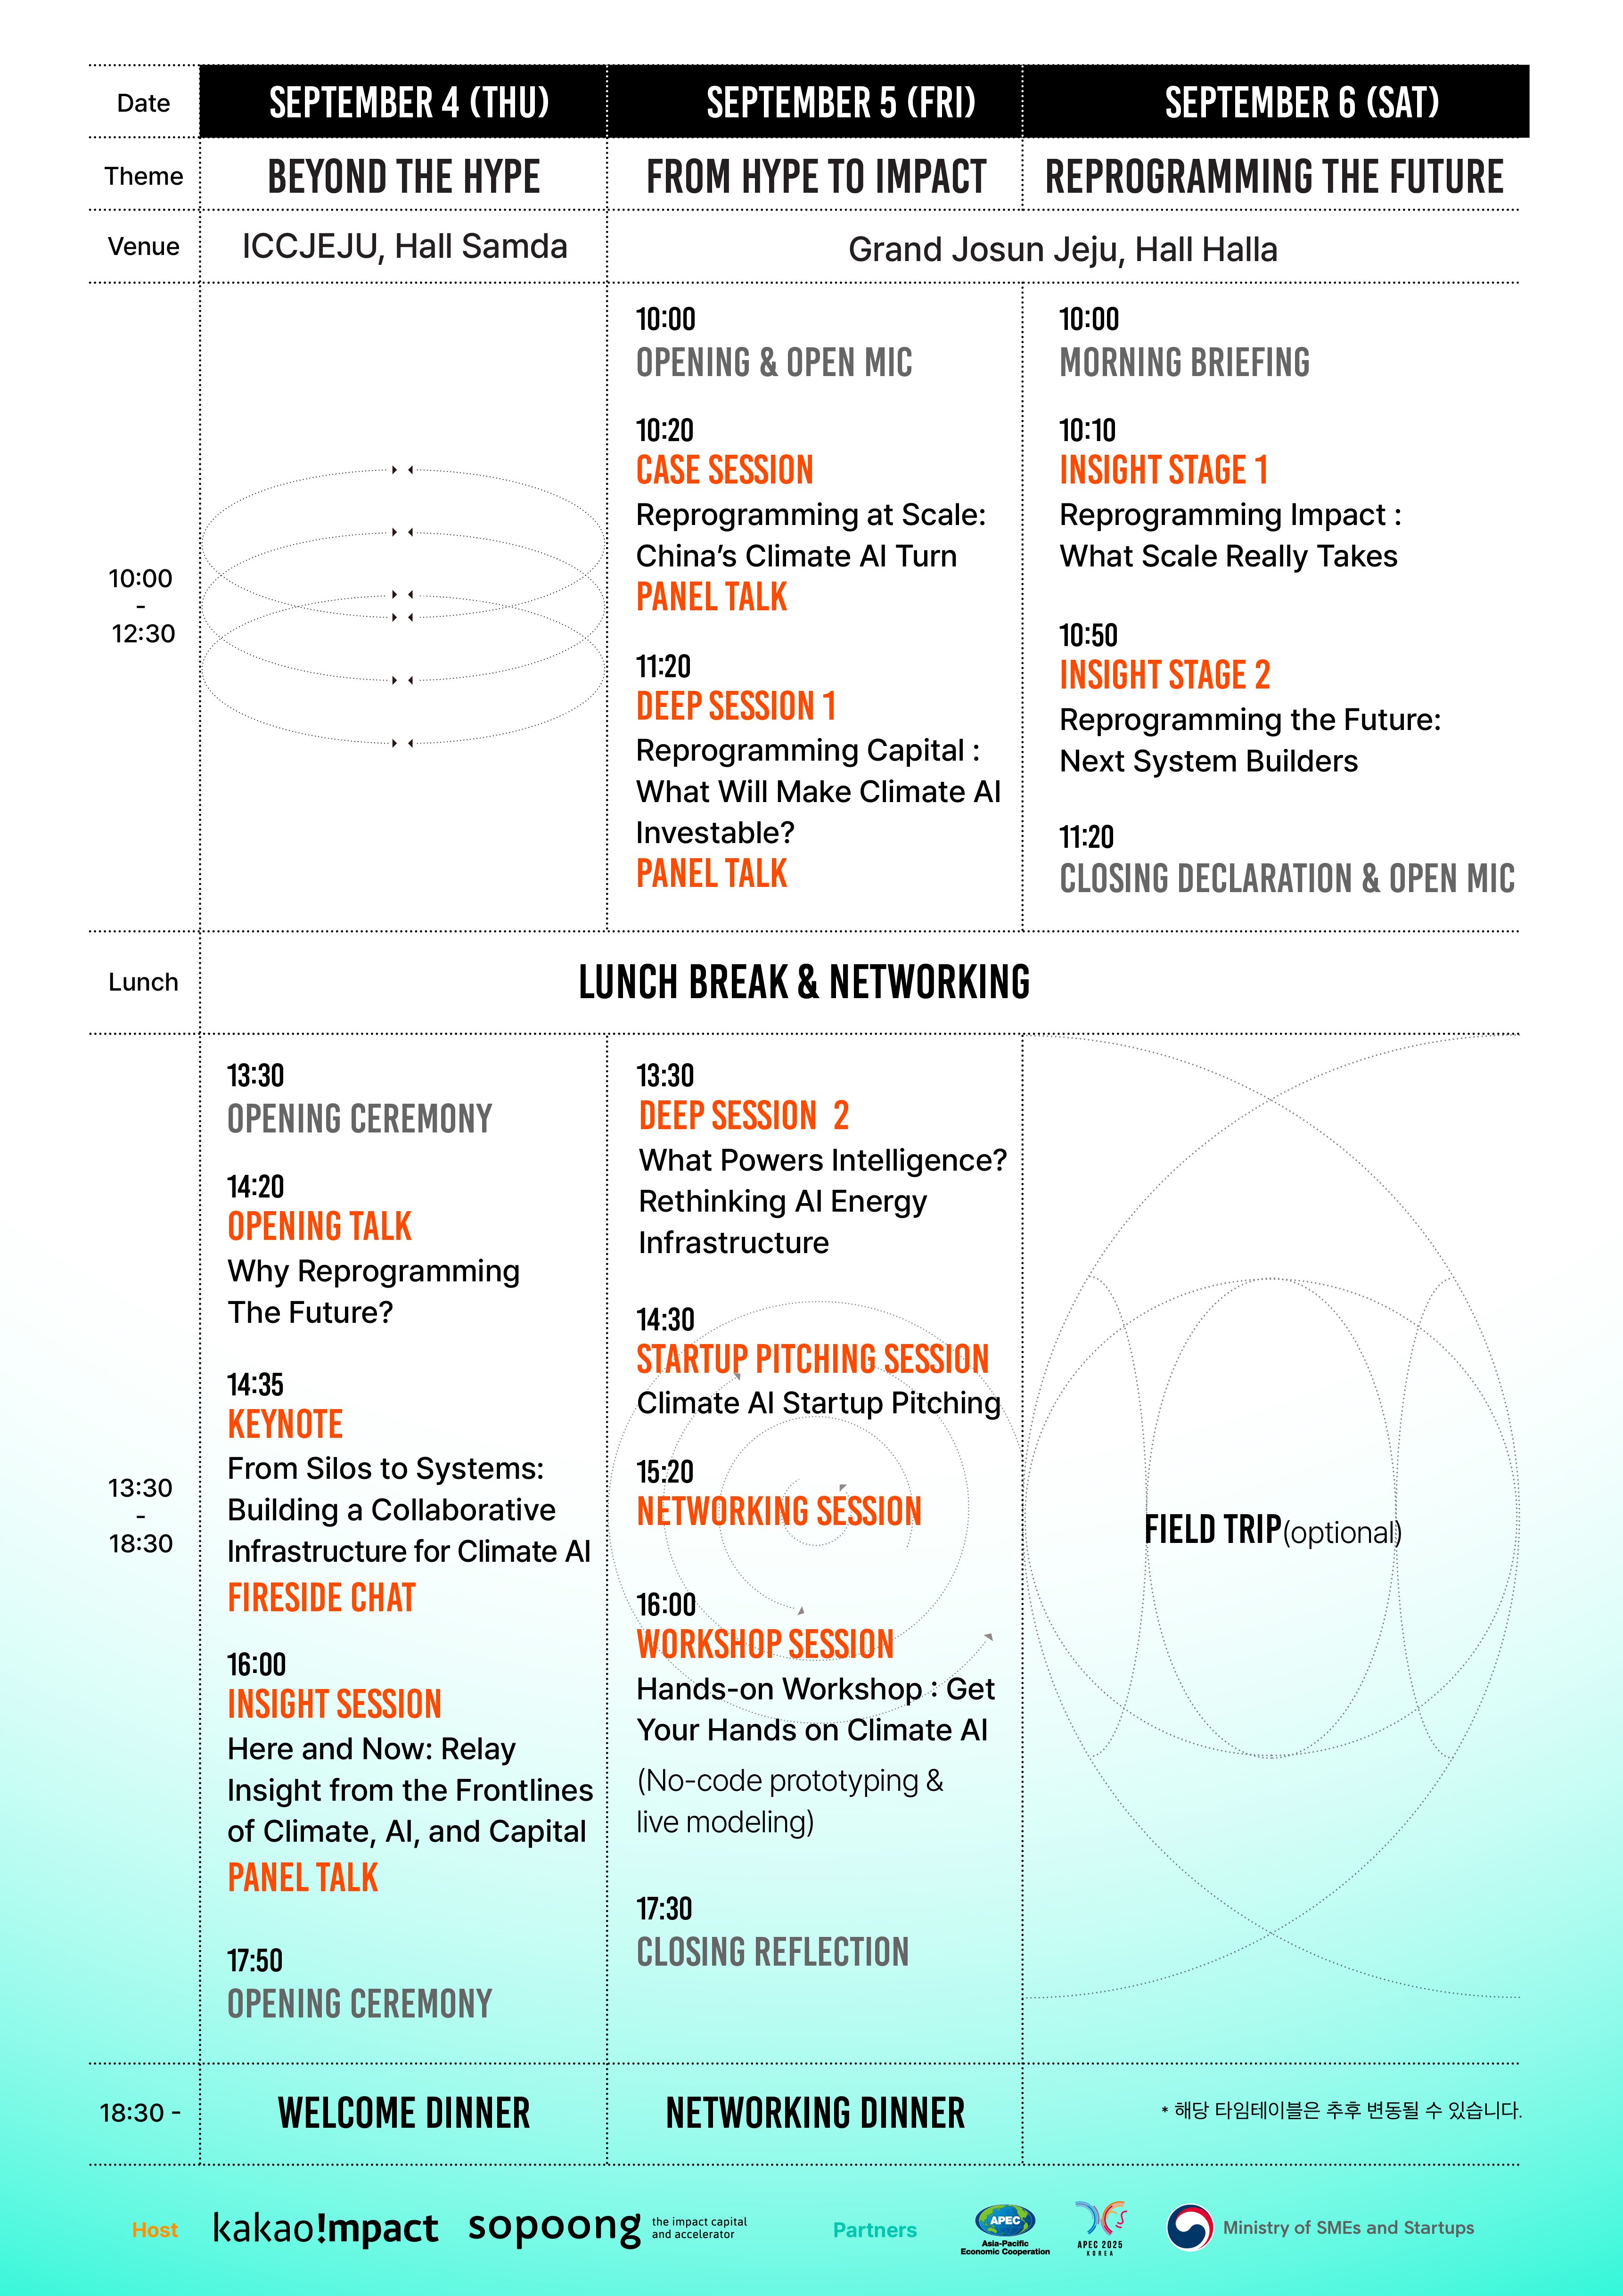 Date
SEPTEMBER 4 (THU)
SEPTEMBER 5 (FRI)
SEPTEMBER 6 (SAT)
Theme
BEYOND THE HYPE
FROM HYPE TO IMPACT
REPROGRAMMING THE FUTURE
Venue
ICCJEJU, Hall Samda
Grand Josun Jeju, Hall Halla
10:00
-
12:30
10:00
OPENING & OPEN MIC
10:20
CASE SESSION
Reprogramming at Scale:
China's Climate AI Turn
PANEL TALK
11:20
DEEP SESSION 1
Reprogramming Capital :
What Will Make Climate AI
Investable?
PANEL TALK
10:00
MORNING BRIEFING
10:10
INSIGHT STAGE 1
Reprogramming Impact :
What Scale Really Takes
10:50
INSIGHT STAGE 2
Reprogramming the Future:
Next System Builders
11:20
CLOSING DECLARATION & OPEN MIC
Lunch
LUNCH BREAK & NETWORKING
13:30
-
18:30
13:30
OPENING CEREMONY
14:20
OPENING TALK
Why Reprogramming
The Future?
14:35
KEYNOTE
From Silos to Systems:
Building a Collaborative
Infrastructure for Climate AI
FIRESIDE CHAT
16:00
INSIGHT SESSION
Here and Now: Relay
Insight from the Frontlines
of Climate, AI, and Capital
PANEL TALK
17:50
OPENING CEREMONY
13:30
DEEP SESSION 2
What Powers Intelligence?
Rethinking AI Energy
Infrastructure
14:30
STARTUP PITCHING SESSION
Climate AI Startup Pitching
15:20
NETWORKING SESSION
16:00
WORKSHOP SESSION
Hands-on Workshop : Get
Your Hands on Climate AI
(No-code prototyping &
live modeling)
17:30
CLOSING REFLECTION
FIELD TRIP(optional)
18:30 -
WELCOME DINNER
NETWORKING DINNER
* 해당 타임테이블은 추후 변동될 수 있습니다.
Host
kakao!mpact
sopoong
the impact capital
and accelerator
Partners
APEC
Asia-Pacific
Economic Cooperation
APEC 2025
KOREA
Ministry of SMEs and Startups